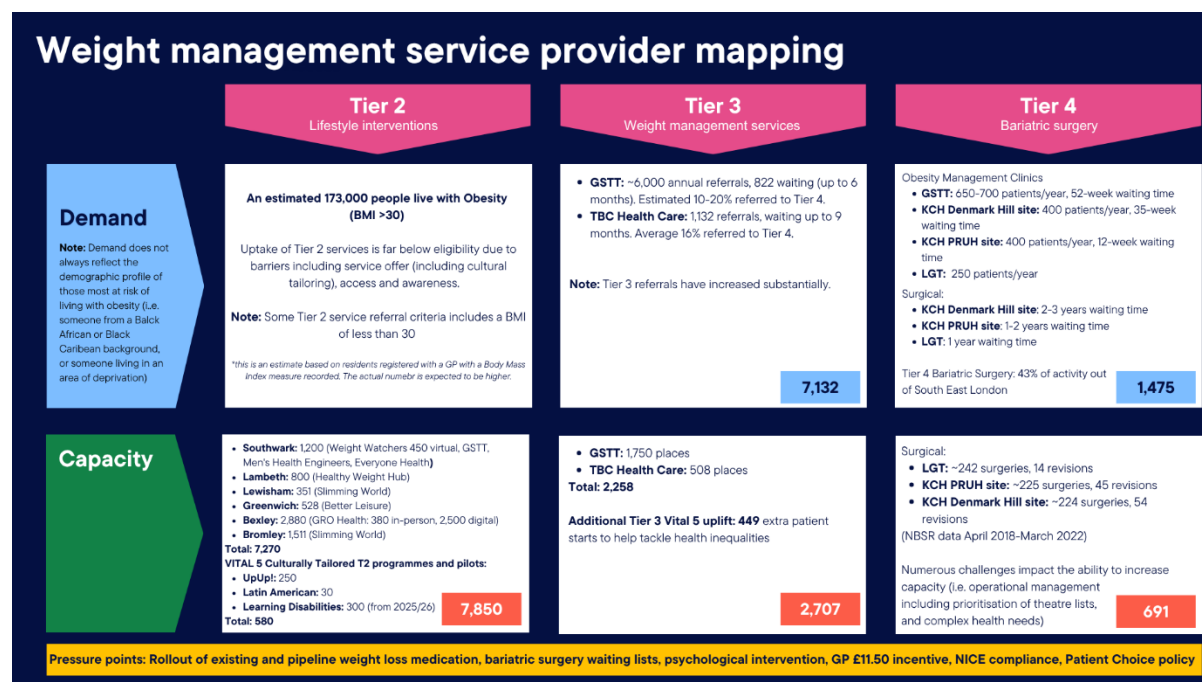 Weight management service provider mapping
Tier 2
Lifestyle interventions
Tier 3
Weight management services
Tier 4
Bariatric surgery
Demand
Note: Demand does not
always reflect the
demographic profile of
those most at risk of
living with obesity (i.e.
someone from a Balck
African or Black
Caribean background,
or someone living in an
area of deprivation)
An estimated 173,000 people live with Obesity
(BMI >30)
Uptake of Tier 2 services is far below eligibility due to
barriers including service offer (including cultural
tailoring), access and awareness.
Note: Some Tier 2 service referral criteria includes a BMI
of less than 30
*this is an estimate based on residents registered with a GP with a Body Mass
Index measure recorded. The actual numebr is expected to be higher.
• GSTT: ~6,000 annual referrals, 822 waiting (up to 6
months). Estimated 10-20% referred to Tier 4.
• TBC Health Care: 1,132 referrals, waiting up to 9
months. Average 16% referred to Tier 4.
Note: Tier 3 referrals have increased substantially.
7,132
Obesity Management Clinics
• GSTT: 650-700 patients/year, 52-week waiting time
• KCH Denmark Hill site: 400 patients/year, 35-week
waiting time
• KCH PRUH site: 400 patients/year, 12-week waiting
time
• LGT: 250 patients/year
Surgical:
• KCH Denmark Hill site: 2-3 years waiting time
• KCH PRUH site: 1-2 years waiting time
• LGT: 1 year waiting time
Tier 4 Bariatric Surgery: 43% of activity out
of South East London
1,475
Capacity
• Southwark: 1,200 (Weight Watchers 450 virtual, GSTT,
Men's Health Engineers, Everyone Health)
• Lambeth: 800 (Healthy Weight Hub)
• Lewisham: 351 (Slimming World)
• Greenwich: 528 (Better Leisure)
• Bexley: 2,880 (GRO Health: 380 in-person, 2,500 digital)
• Bromley: 1,511 (Slimming World)
Total: 7,270
VITAL 5 Culturally Tailored T2 programmes and pilots:
• UpUp!: 250
• Latin American: 30
• Learning Disabilities: 300 (from 2025/26)
Total: 580
7,850
• GSTT: 1,750 places
• TBC Health Care: 508 places
Total: 2,258
Additional Tier 3 Vital 5 uplift: 449 extra patient
starts to help tackle health inequalities
2,707
Surgical:
• LGT: ~242 surgeries, 14 revisions
• KCH PRUH site: ~225 surgeries, 45 revisions
• KCH Denmark Hill site: ~224 surgeries, 54
revisions
(NBSR data April 2018-March 2022)
Numerous challenges impact the ability to increase
capacity (i.e. operational management
including prioritisation of theatre lists,
and complex health needs)
691
Pressure points: Rollout of existing and pipeline weight loss medication, bariatric surgery waiting lists, psychological intervention, GP £11.50 incentive, NICE compliance, Patient Choice policy